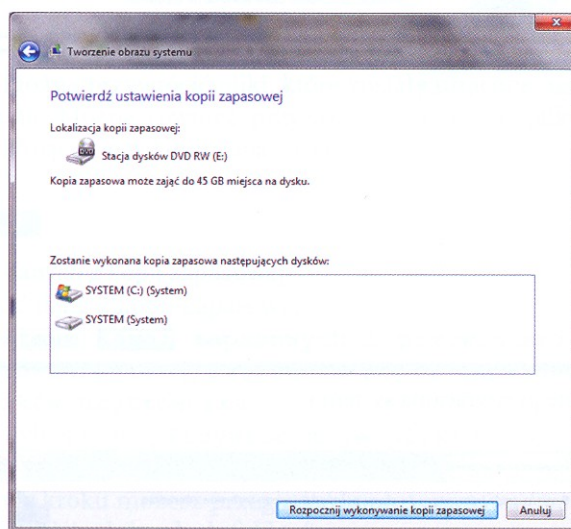 Tworzenie obrazu systemu
Potwierdź ustawienia kopii zapasowej
Lokalizacja kopii zapasowej:
Stacja dysków DVD RW (E:)
Kopia zapasowa może zająć do 45 GB miejsca na dysku.
Zostanie wykonana kopia zapasowa następujących dysków:
SYSTEM (C:) (System)
SYSTEM (System)
Rozpocznij wykonywanie kopii zapasowej
Anuluj